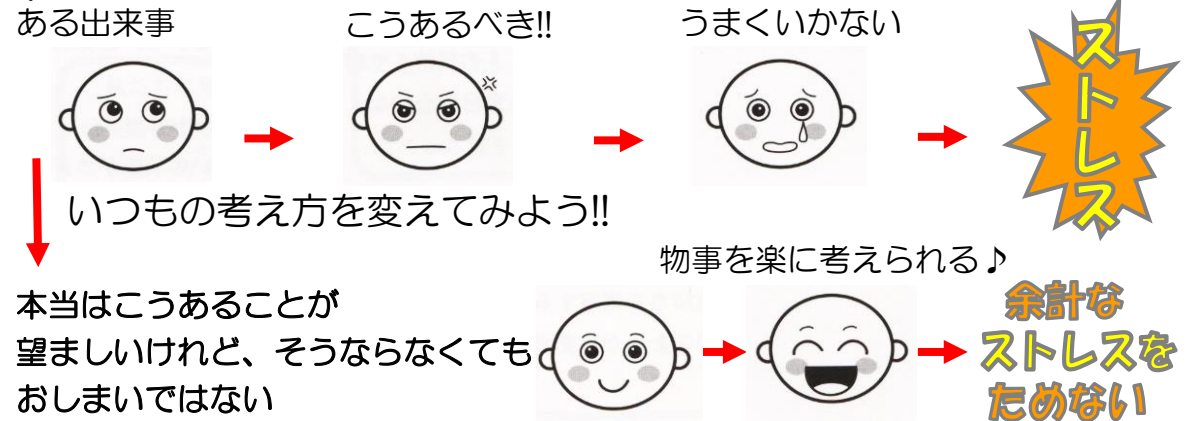 ある出来事
こうあるべき!!
うまくいかない
ストレス
いつもの考え方を変えてみよう!!
物事を楽に考えられる♪
本当はこうあることが
望ましいけれど、そうならなくても
おしまいではない
余計な
ストレスを
ためない